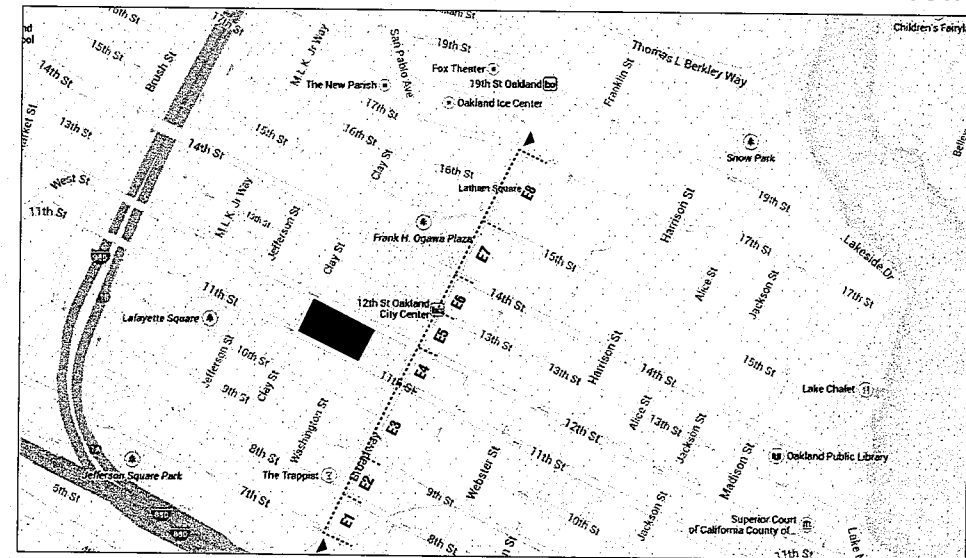 16th St
17th St
15th St
14th St
13th St
Brush St
M L K Jr Way
San Pablo Ave
19th St
Fox Theater
19th St Oakland
The New Parish
Oakland Ice Center
17th St
16th St
15th St
Clay St
Franklin St
Thomas L Berkley Way
Children's Fairyl
Snow Park
14th St
West St
11th St
M L K Jr Way
Jefferson St
Clay St
16th St
Latham Square
E8
Frank H. Ogawa Plaza
E7
15th St
Harrison St
19th St
17th St
Alice St
Jackson St
Lakeside Dr
17th St
980
11th St
Lafayette Square
12th St Oakland
City Center
E6
14th St
E5
13th St
Jefferson St
10th St
Clay St
9th St
11th St
E4
13th St
Harrison St
14th St
15th St
Lake Chalet
Alice St
13th St
Jackson St
12th St
Washington St
Broadway
E3
8th St
11th St
Madison St
Oakland Public Library
Jefferson Square Park
The Trappist
E2
Webster St
9th St
7th St
5th St
E1
8th St
10th St
Jackson St
Superior Court
of California County of...
880
880
11th St